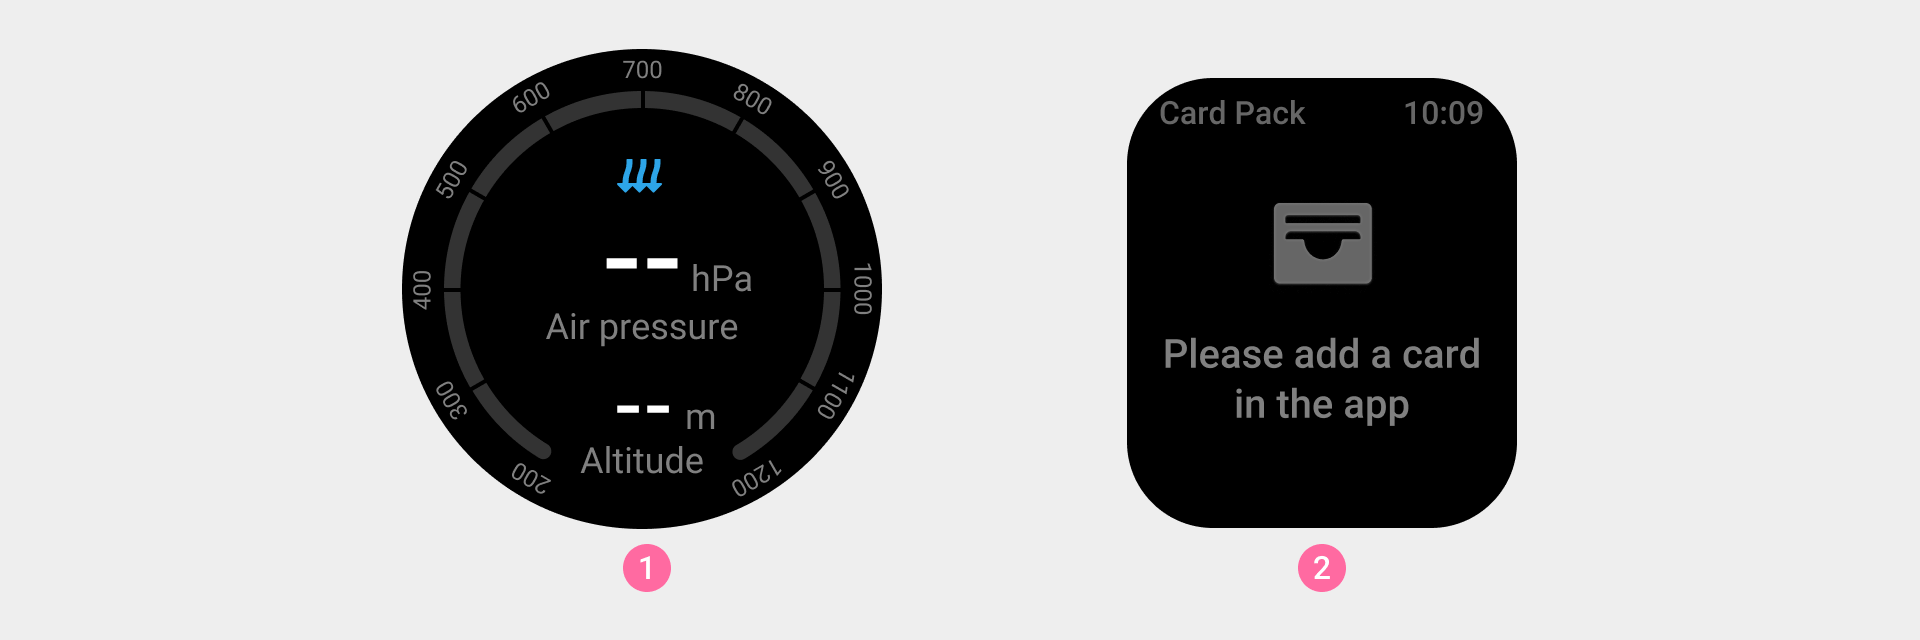 700
600
800
500
900
400
1000
300
1100
200
1200
-- hPa
Air pressure
-- m
Altitude
1
Card Pack
10:09
Please add a card
in the app
2